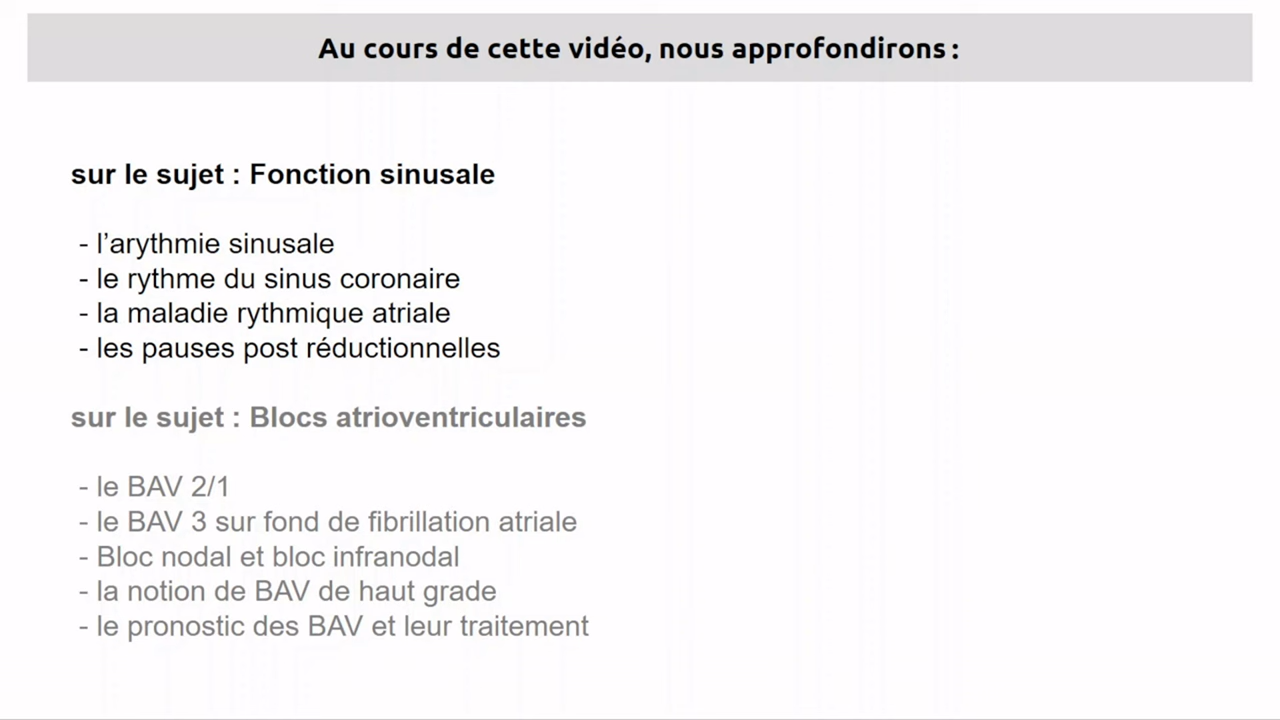 Au cours de cette vidéo, nous approfondirons :
sur le sujet : Fonction sinusale
- l’arythmie sinusale
- le rythme du sinus coronaire
- la maladie rythmique atriale
- les pauses post réductionnelles
sur le sujet : Blocs atrioventriculaires
- le BAV 2/1
- le BAV 3 sur fond de fibrillation atriale
- Bloc nodal et bloc infranodal
- la notion de BAV de haut grade
- le pronostic des BAV et leur traitement